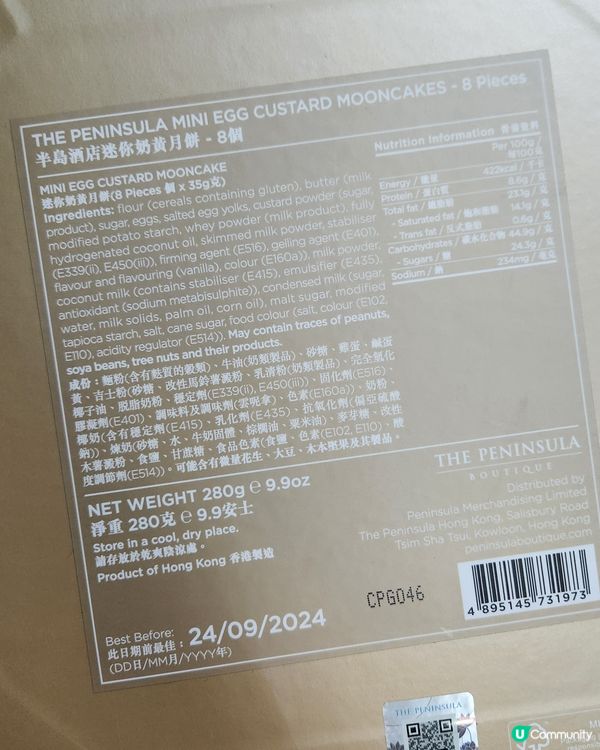 THE PENINSULA MINI EGG CUSTARD MOONCAKES - 8 Pieces
半島酒店迷你奶黃月餅 - 8個
MINI EGG CUSTARD MOONCAKE
迷你奶黃月餅(8 Pieces 個 x 35g克)
Ingredients: flour (cereals containing gluten), butter (milk
product), sugar, eggs, salted egg yolks, custard powder (sugar,
modified potato starch, whey powder (milk product), fully
hydrogenated coconut oil, skimmed milk powder, stabiliser
(E339(ii), E450(iii)), firming agent (E516), gelling agent (E401),
flavour and flavouring (vanilla), colour (E160a)), milk powder,
coconut milk (contains stabiliser (E415), emulsifier (E435),
antioxidant (sodium metabisulphite)), condensed milk (sugar,
water, milk solids, palm oil, corn oil), malt sugar, modified
tapioca starch, salt, cane sugar, food colour (salt, colour (E102,
E110), acidity regulator (E514)). May contain traces of peanuts,
soya beans, tree nuts and their products.
成份：麵粉(含有麩質的穀類)、牛油(奶類製品)、砂糖、雞蛋、鹹蛋
黃、吉士粉(砂糖、改性馬鈴薯澱粉、乳清粉(奶類製品)、完全氫化
椰子油、脫脂奶粉、穩定劑(E339(ii), E450(iii))、固化劑(E516)、
膠凝劑(E401)、調味料及調味劑(雲呢拿)、色素(E160a))、奶粉、
椰奶(含有穩定劑(E415)、乳化劑(E435)、抗氧化劑(偏亞硫酸
鈉))、煉奶(砂糖、水、牛奶固體、棕櫚油、粟米油)、麥芽糖、改性
木薯澱粉、食鹽、甘蔗糖、食品色素(食鹽、色素(E102, E110)、酸
度調節劑(E514))。可能含有微量花生、大豆、木本堅果及其製品。
Nutrition Information 營養資料
Per 100g /
每100克
Energy / 能量 422kcal / 千卡
Protein / 蛋白質 8.6g / 克
Total fat / 總脂肪 23.3g / 克
- Saturated fat / 飽和脂肪 14.1g / 克
- Trans fat / 反式脂肪 0.6g / 克
Carbohydrates / 碳水化合物 44.9g / 克
- Sugars / 糖 24.3g / 克
Sodium / 鈉 234mg / 毫克
NET WEIGHT 280g ℮ 9.9oz
淨重 280克 ℮ 9.9安士
Store in a cool, dry place.
請存放於乾爽陰涼處。
Product of Hong Kong 香港製造
THE PENINSULA
BOUTIQUE
Distributed by
Peninsula Merchandising Limited
The Peninsula Hong Kong, Salisbury Road
Tsim Sha Tsui, Kowloon, Hong Kong
peninsulaboutique.com
CPG046
4 895145 731973
Best Before: 24/09/2024
此日期前最佳：
(DD日/MM月/YYYY年)
THE PENINSULA
U Community